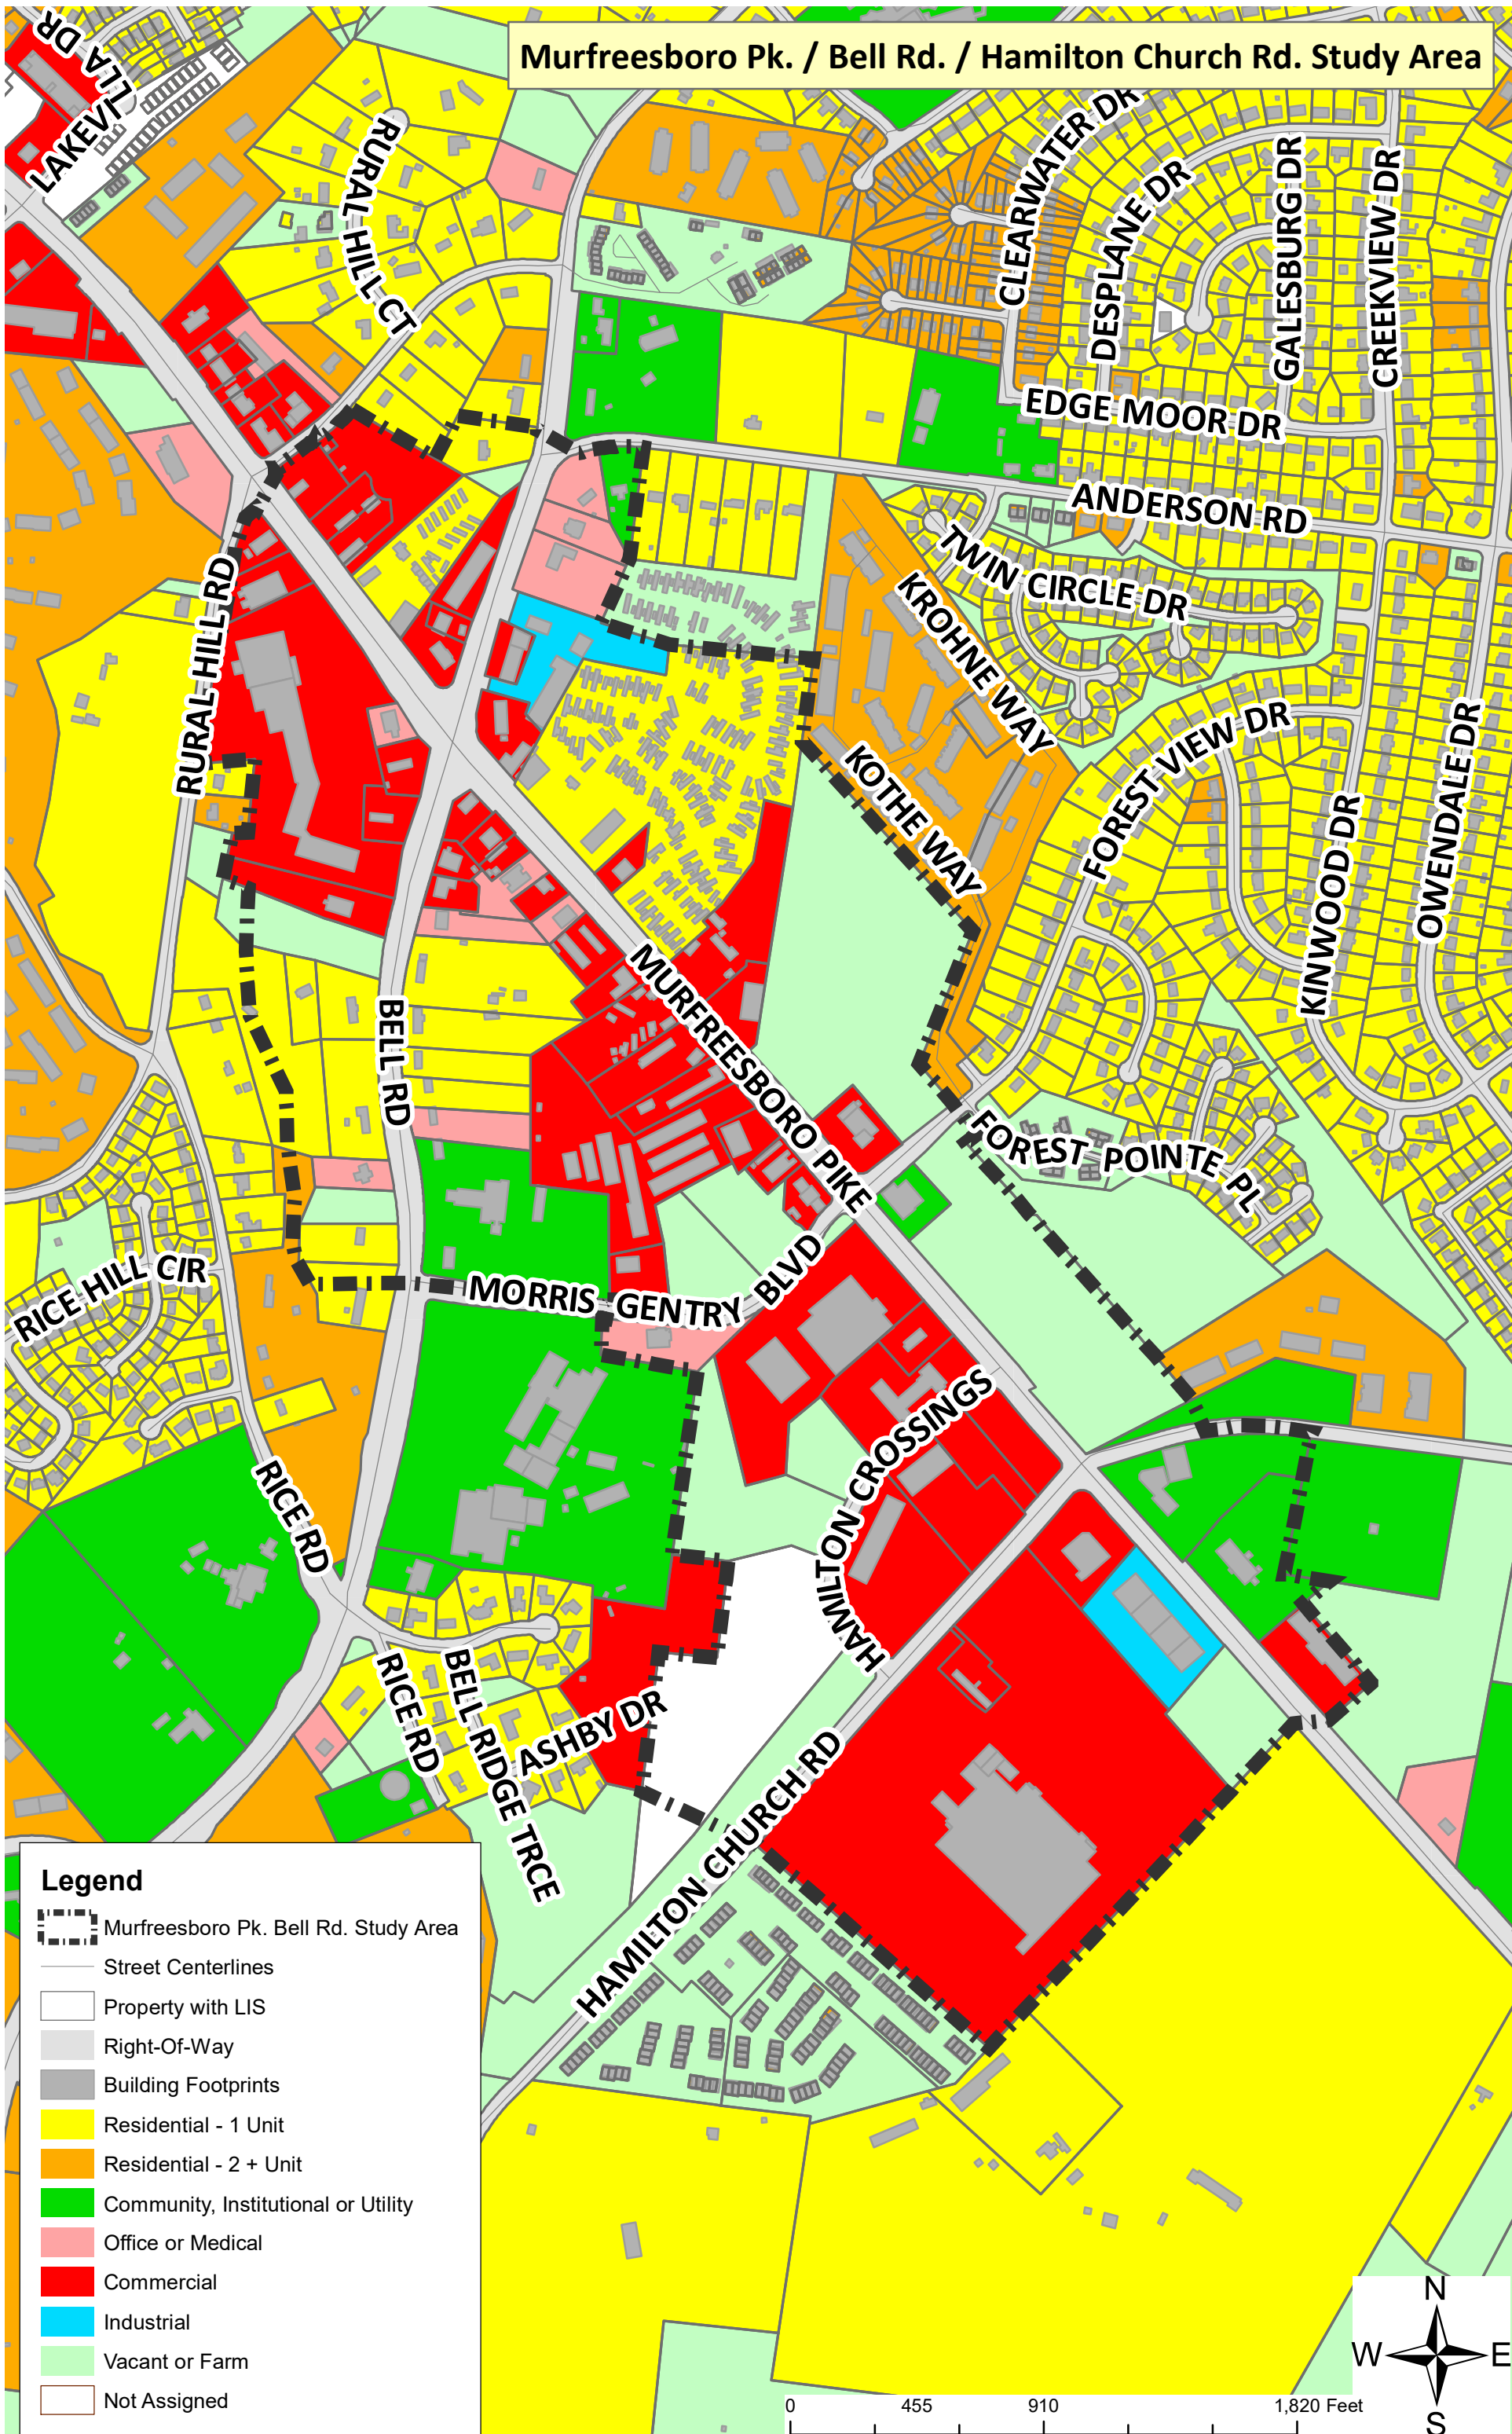 Murfreesboro Pk. / Bell Rd. / Hamilton Church Rd. Study Area
LAKEVILLA DR
RURAL HILL CT
CLEARWATER DR
DESPLANE DR
GALESBURG DR
CREEKVIEW DR
EDGE MOOR DR
ANDERSON RD
TWIN CIRCLE DR
KROHNE WAY
RURAL HILL RD
KOTHE WAY
FOREST VIEW DR
KINWOOD DR
OWENDALE DR
BELL RD
MURFREESBORO PIKE
FOREST POINTE PL
RICE HILL CIR
MORRIS GENTRY BLVD
HAMILTON CROSSINGS
RICE RD
RICE RD
BELL RIDGE TRCE
ASHBY DR
HAMILTON CHURCH RD
Legend
Murfreesboro Pk. Bell Rd. Study Area
Street Centerlines
Property with LIS
Right-Of-Way
Building Footprints
Residential - 1 Unit
Residential - 2 + Unit
Community, Institutional or Utility
Office or Medical
Commercial
Industrial
Vacant or Farm
Not Assigned
N
W E
S
0 455 910 1,820 Feet